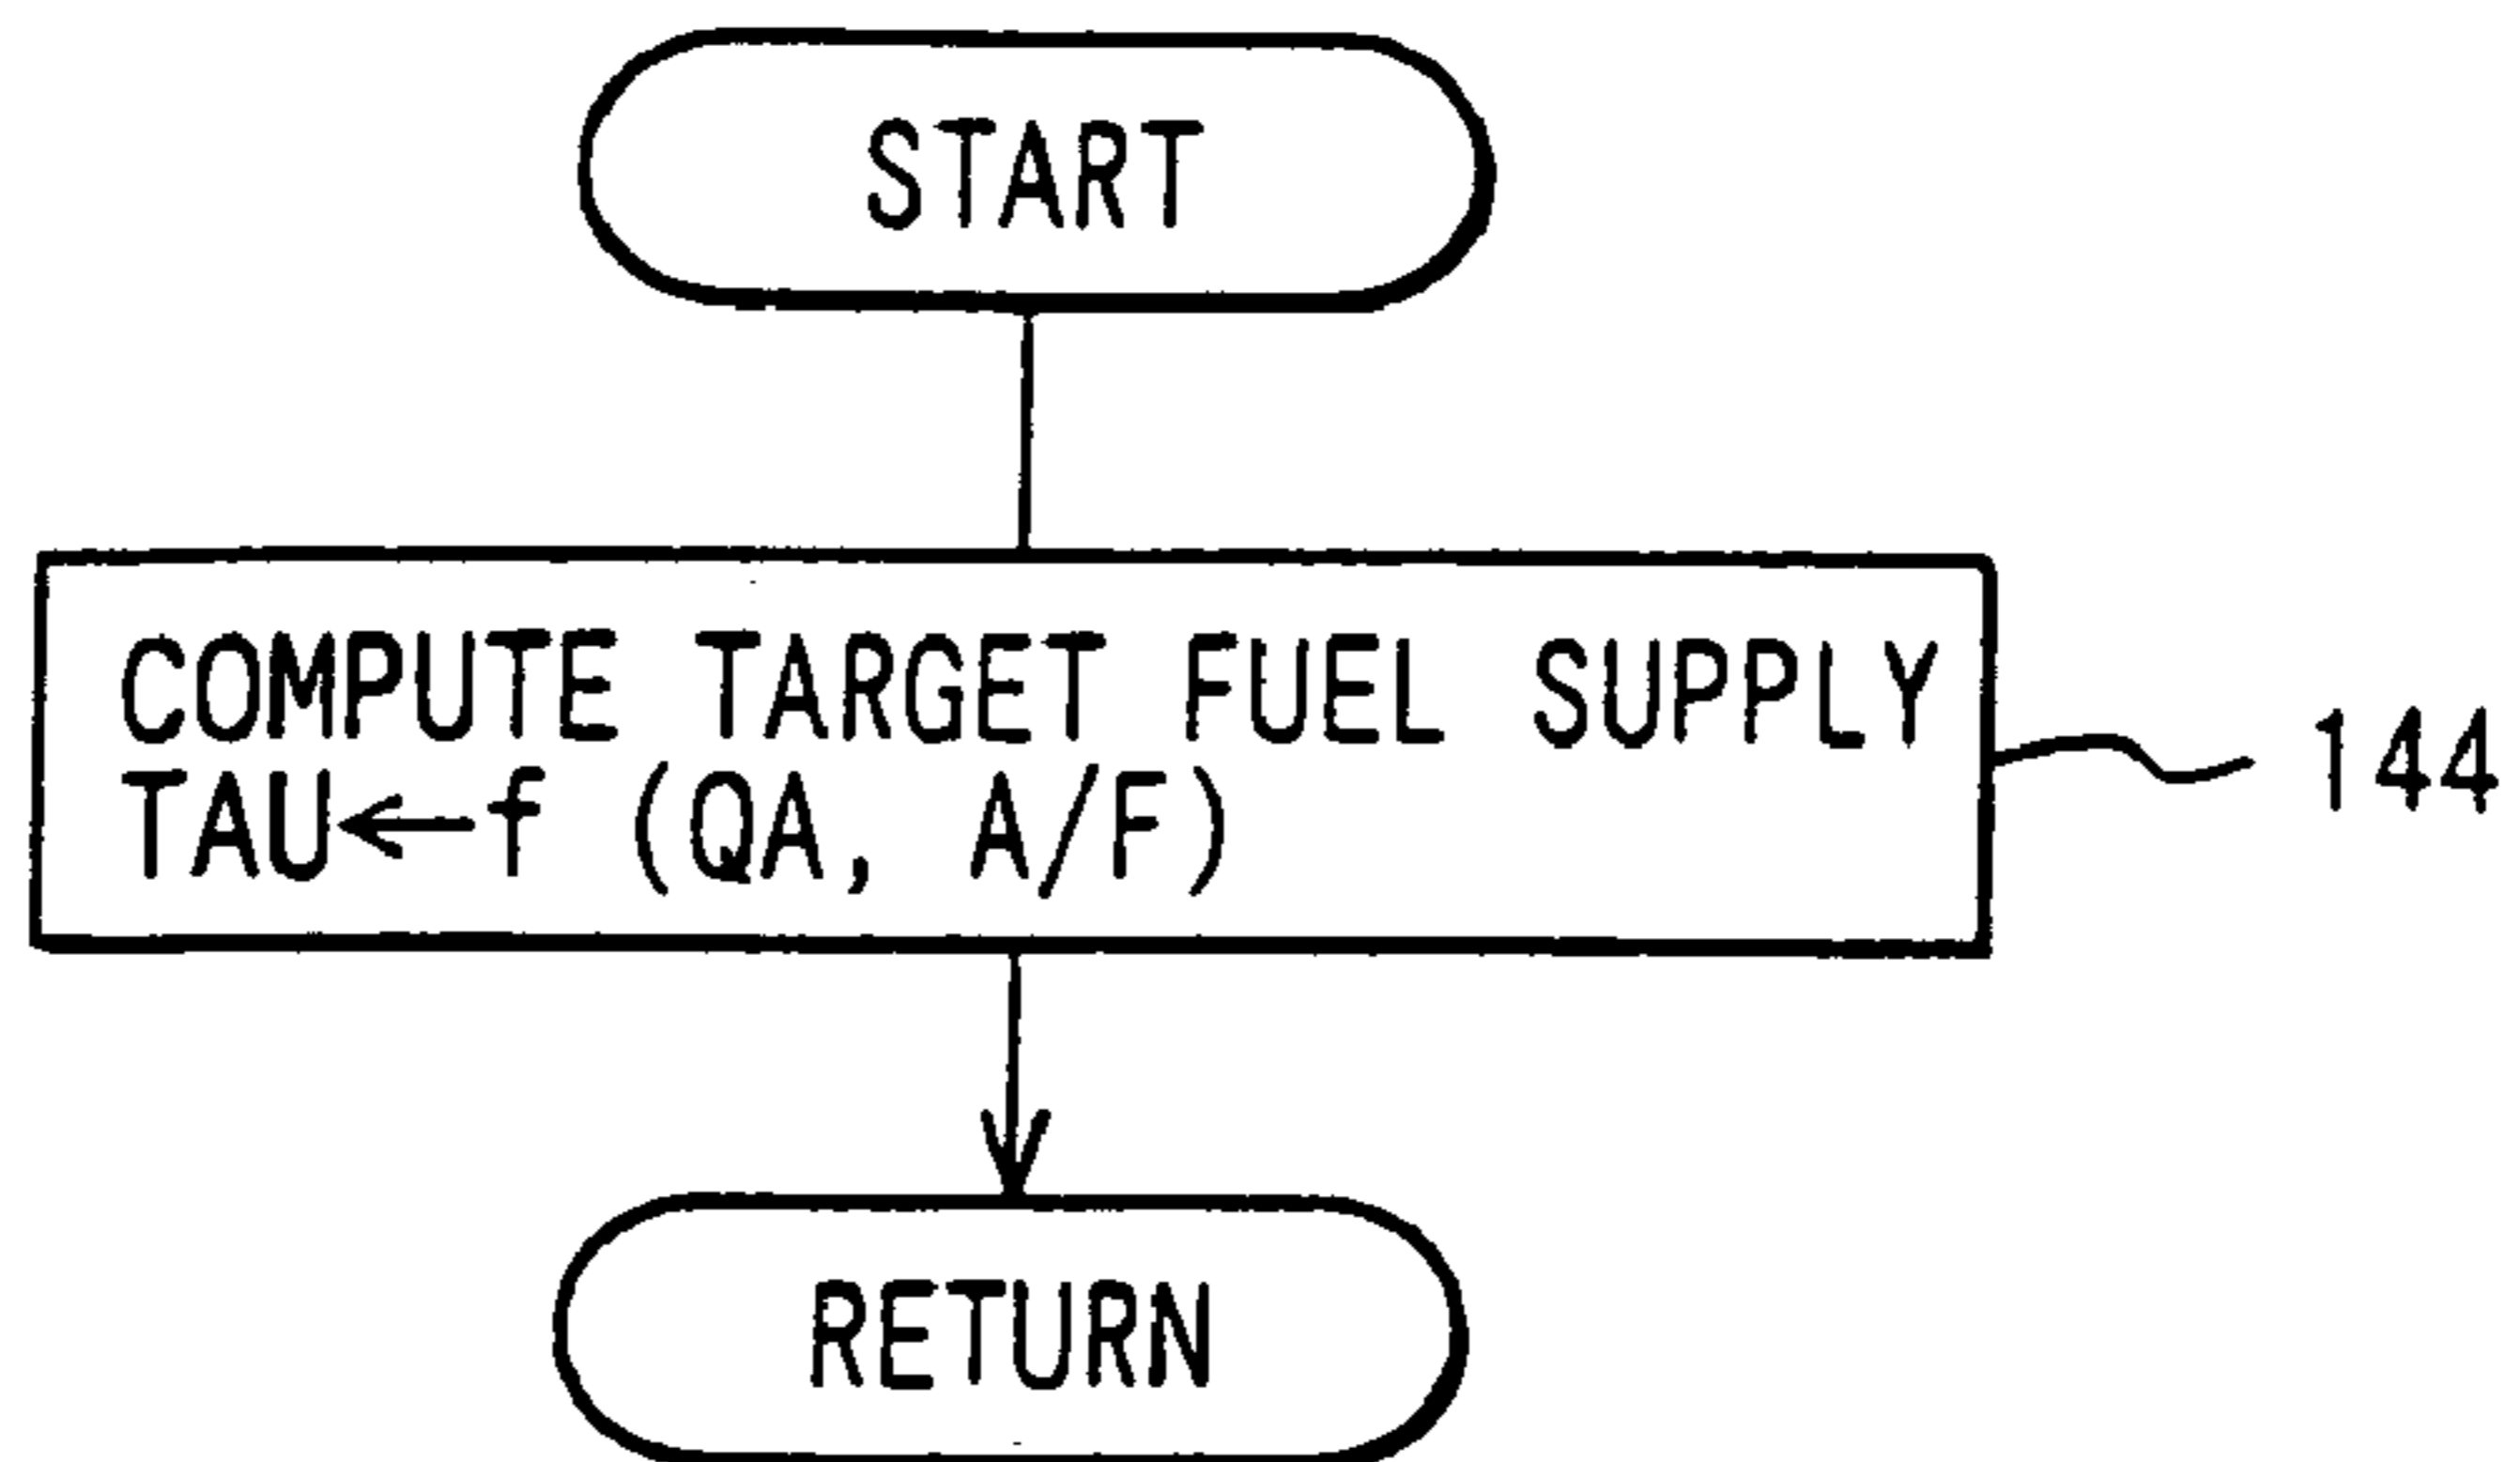 START
COMPUTE TARGET FUEL SUPPLY
TAU←f (QA, A/F)
144
RETURN